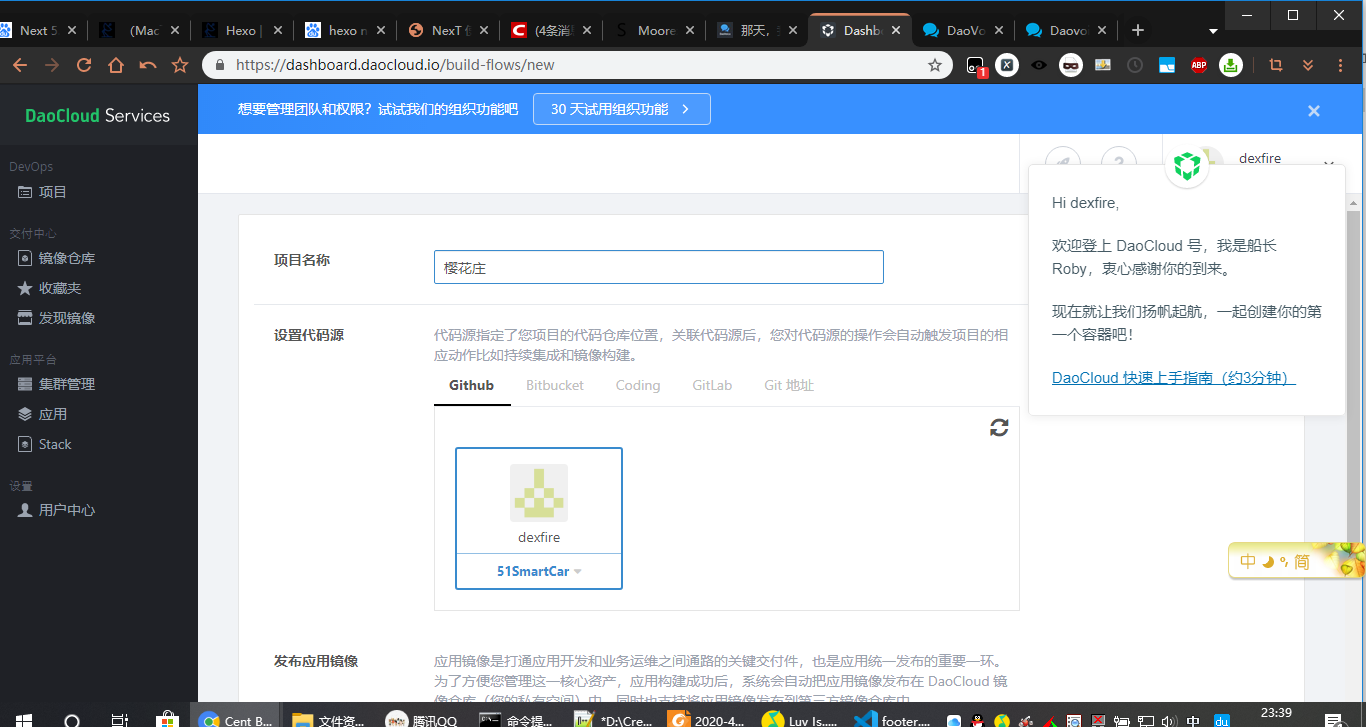 Next 5
(Mac
Hexo |
hexo n
NexT
(4条消
Moore
那天,
Dashb
DaoVo
Daovo
https://dashboard.daocloud.io/build-flows/new
1
ABP
DaoCloud Services
想要管理团队和权限？试试我们的组织功能吧
30 天试用组织功能
dexfire
DevOps
项目
交付中心
镜像仓库
收藏夹
发现镜像
应用平台
集群管理
应用
Stack
设置
用户中心
项目名称
樱花庄
设置代码源
代码源指定了您项目的代码仓库位置，关联代码源后，您对代码源的操作会自动触发项目的相
应动作比如持续集成和镜像构建。
Github
Bitbucket
Coding
GitLab
Git 地址
dexfire
51SmartCar
发布应用镜像
应用镜像是打通应用开发和业务运维之间通路的关键交付件，也是应用统一发布的重要一环。
为了方便您管理这一核心资产，应用构建成功后，系统会自动把应用镜像发布在 DaoCloud 镜
像仓库（您的私有空间）中，同时也支持将应用镜像发布到第三方镜像仓库中
Hi dexfire,
欢迎登上 DaoCloud 号，我是船长
Roby，衷心感谢你的到来。
现在就让我们扬帆起航，一起创建你的第
一个容器吧！
DaoCloud 快速上手指南（约3分钟）
中
简
Cent B...
文件资...
腾讯QQ
命令提...
*D:\Cre...
2020-4...
Luv Is....
footer....
中
du
23:39